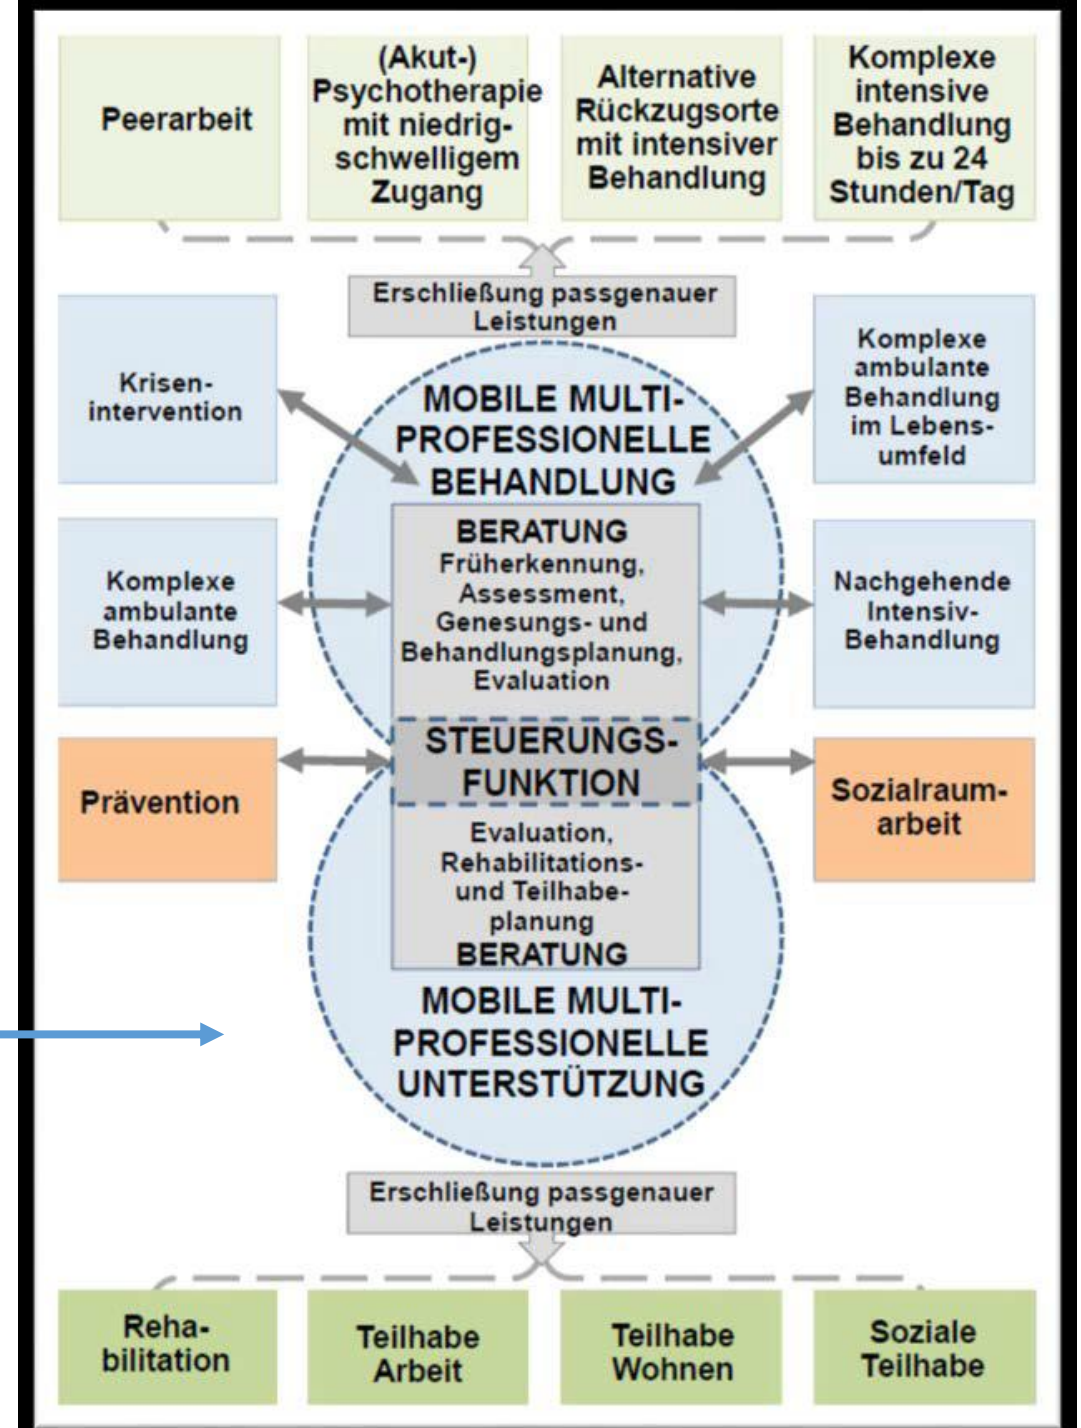 Peerarbeit
(Akut-)
Psychotherapie
mit niedrig-
schwelligem
Zugang
Alternative
Rückzugsorte
mit intensiver
Behandlung
Komplexe
intensive
Behandlung
bis zu 24
Stunden/Tag
Erschließung passgenauer
Leistungen
Krisen-
intervention
MOBILE MULTI-
PROFESSIONELLE
BEHANDLUNG
Komplexe
ambulante
Behandlung
im Lebens-
umfeld
Komplexe
ambulante
Behandlung
BERATUNG
Früherkennung,
Assessment,
Genesungs- und
Behandlungsplanung,
Evaluation
Nachgehende
Intensiv-
Behandlung
Prävention
STEUERUNGS-
FUNKTION
Sozialraum-
arbeit
Evaluation,
Rehabilitations-
und Teilhabe-
planung
BERATUNG
MOBILE MULTI-
PROFESSIONELLE
UNTERSTÜTZUNG
Erschließung passgenauer
Leistungen
Reha-
bilitation
Teilhabe
Arbeit
Teilhabe
Wohnen
Soziale
Teilhabe